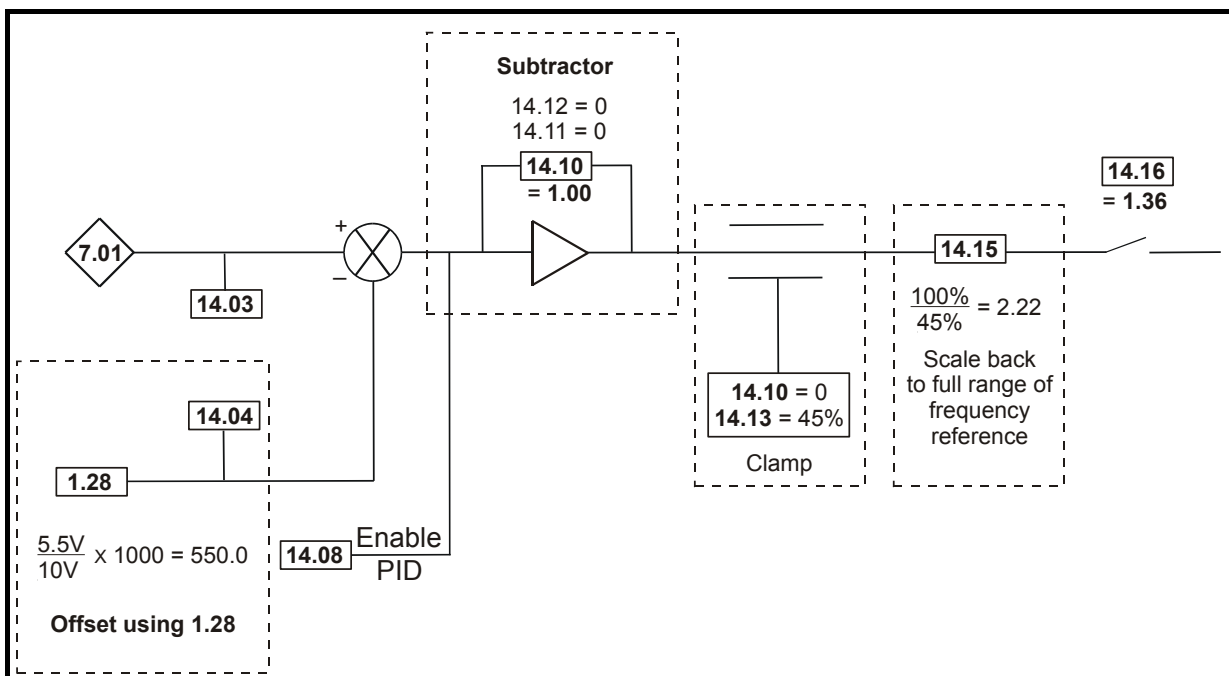 Subtractor
14.12 = 0
14.11 = 0
14.10
= 1.00
14.16
= 1.36
+
7.01
−
14.03
14.15
100%
45%
= 2.22
Scale back
to full range of
frequency
reference
14.10 = 0
14.13 = 45%
Clamp
14.04
1.28
5.5V
10V
x 1000 = 550.0
Offset using 1.28
14.08
Enable
PID